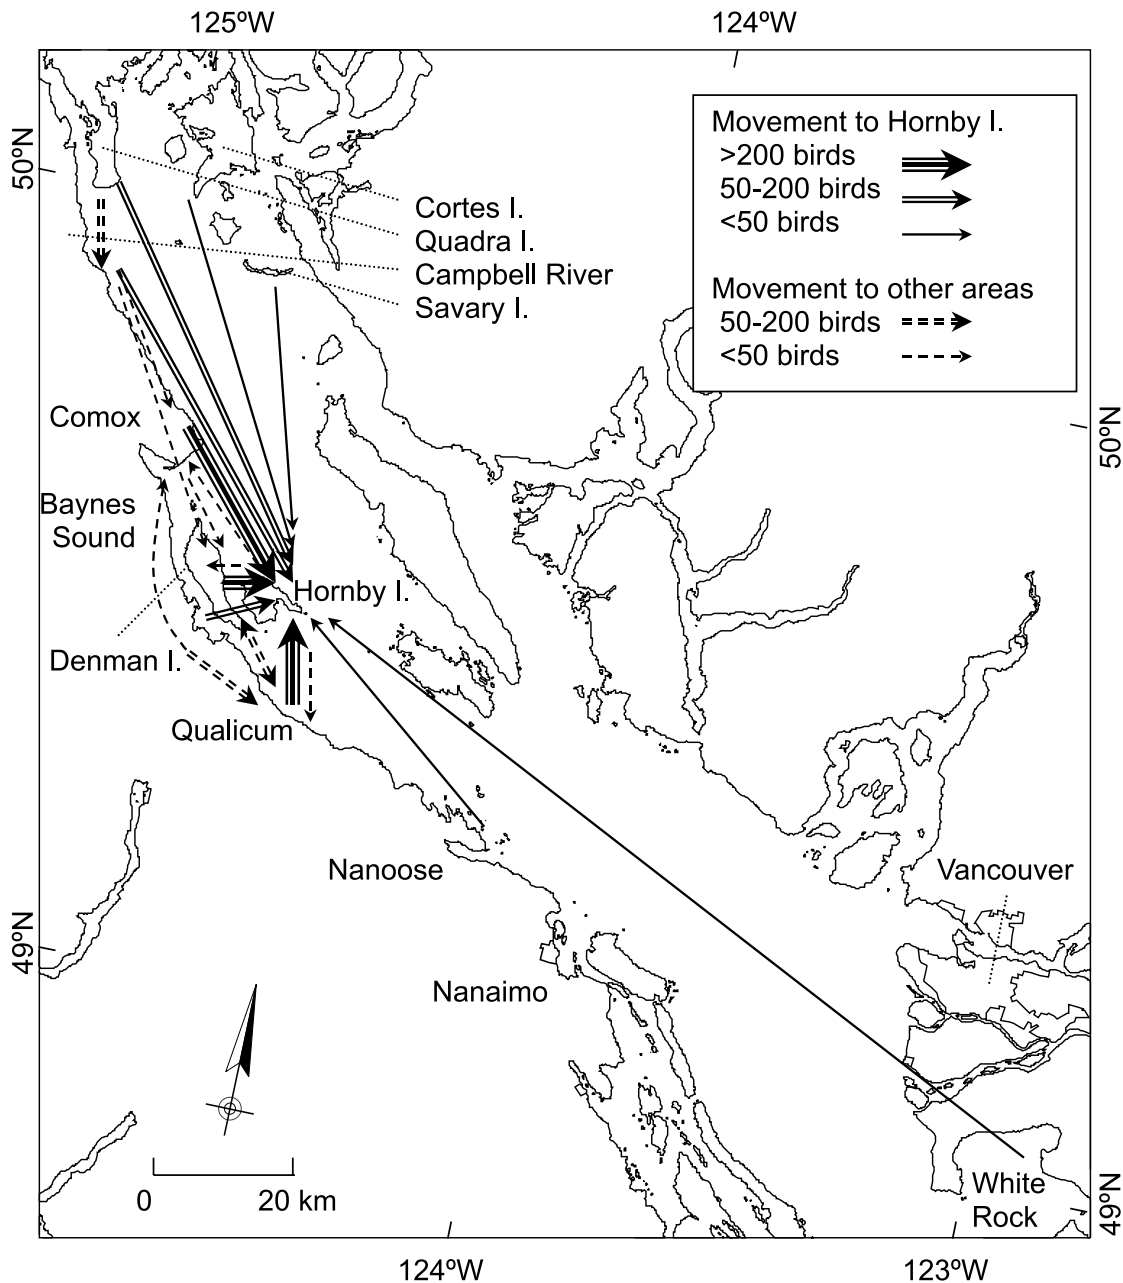 125ºW
124ºW
50ºN
Movement to Hornby I.
>200 birds
50-200 birds
<50 birds
Movement to other areas
50-200 birds
<50 birds
Cortes I.
Quadra I.
Campbell River
Savary I.
Comox
50ºN
Baynes
Sound
Hornby I.
Denman I.
Qualicum
Nanoose
Vancouver
49ºN
Nanaimo
White
Rock
49ºN
0
20 km
124ºW
123ºW